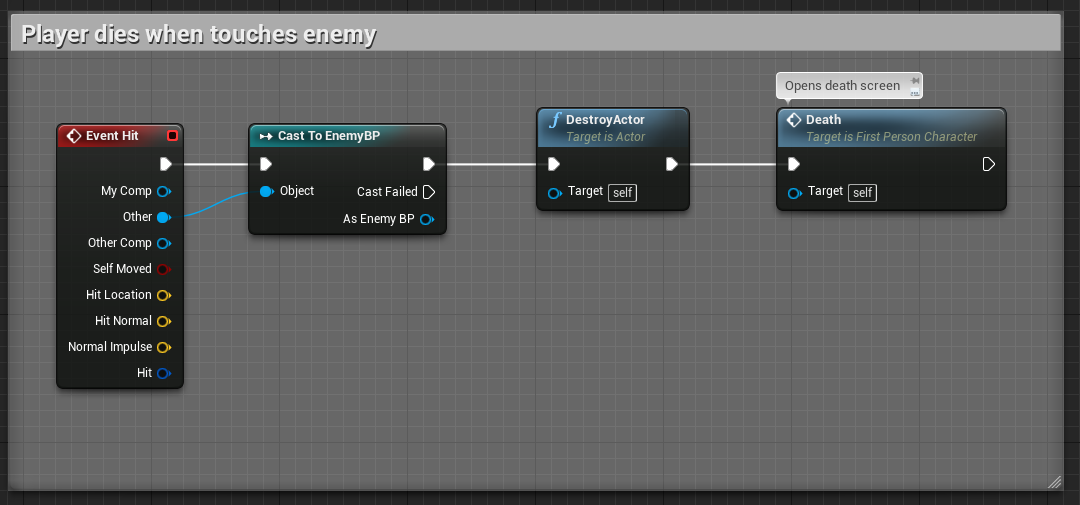 Player dies when touches enemy
Opens death screen
Event Hit
My Comp
Other
Other Comp
Self Moved
Hit Location
Hit Normal
Normal Impulse
Hit
Cast To EnemyBP
Object
Cast Failed
As Enemy BP
DestroyActor
Target is Actor
Target self
Death
Target is First Person Character
Target self